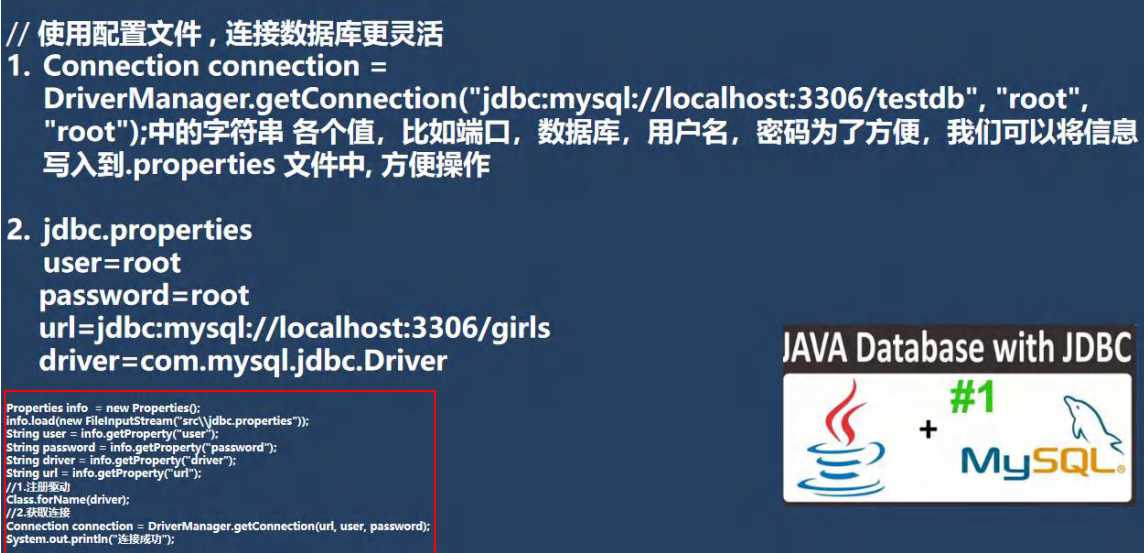 // 使用配置文件 , 连接数据库更灵活
1. Connection connection =
DriverManager.getConnection("jdbc:mysql://localhost:3306/testdb", "root",
"root");中的字符串 各个值，比如端口，数据库，用户名，密码为了方便，我们可以将信息
写入到.properties 文件中, 方便操作
2. jdbc.properties
user=root
password=root
url=jdbc:mysql://localhost:3306/girls
driver=com.mysql.jdbc.Driver
Properties info = new Properties();
info.load(new FileInputStream("src\\jdbc.properties"));
String user = info.getProperty("user");
String password = info.getProperty("password");
String driver = info.getProperty("driver");
String url = info.getProperty("url");
//1.注册驱动
Class.forName(driver);
//2.获取连接
Connection connection = DriverManager.getConnection(url, user, password);
System.out.println("连接成功");
JAVA Database with JDBC
#1
+
MySQL®